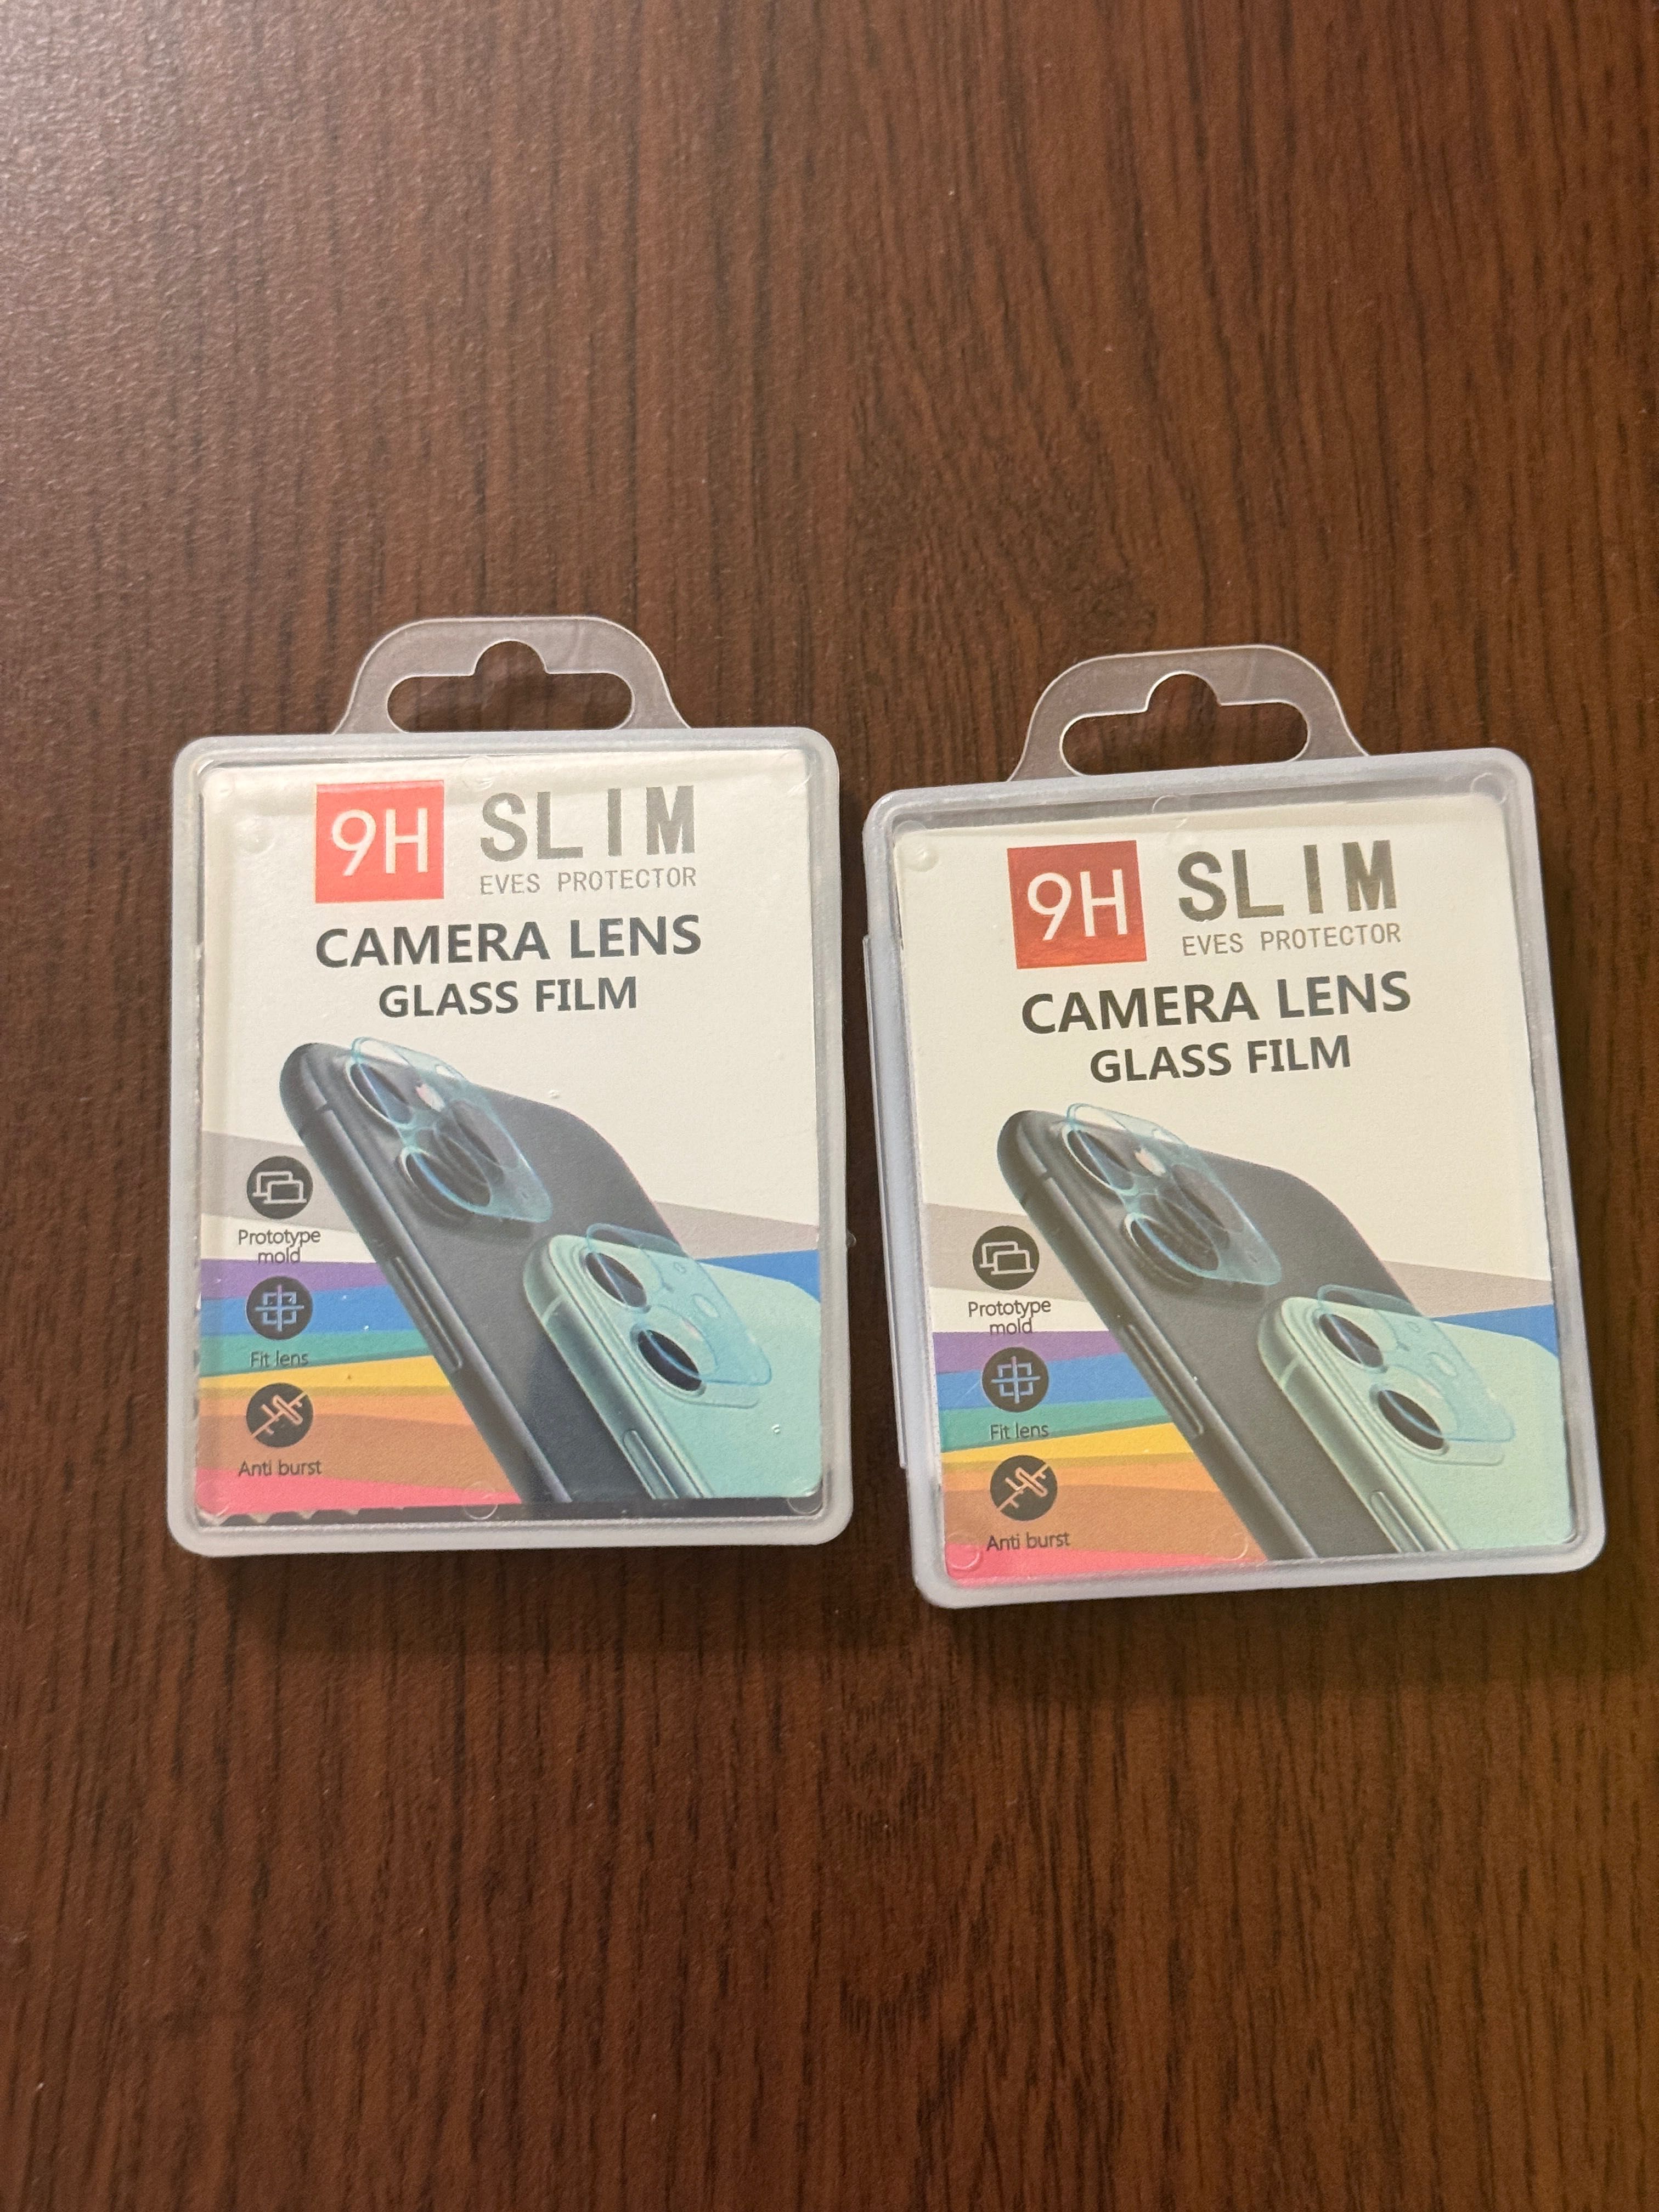 9H SLIM
EVES PROTECTOR
CAMERA LENS
GLASS FILM
Prototype
mold
Fit lens
Anti burst
9H SLIM
EVES PROTECTOR
CAMERA LENS
GLASS FILM
Prototype
mold
Fit lens
Anti burst